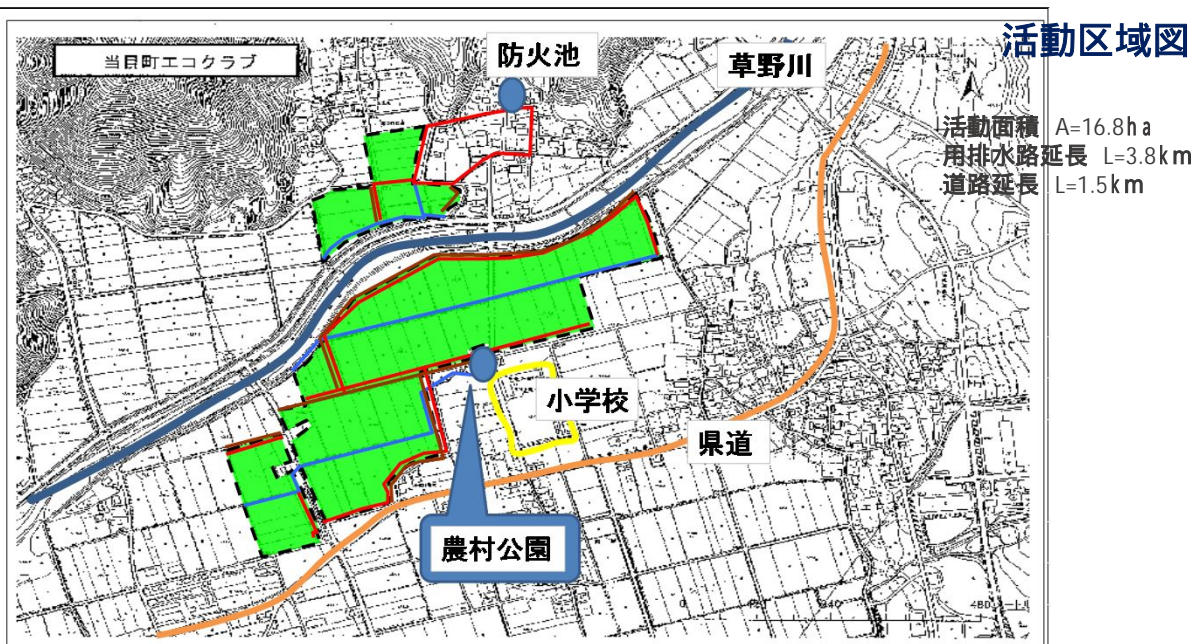 活動区域図
当目町エコクラブ
防火池
草野川
N
活動面積 A=16.8ha
用排水路延長 L=3.8km
道路延長 L=1.5km
小学校
県道
農村公園